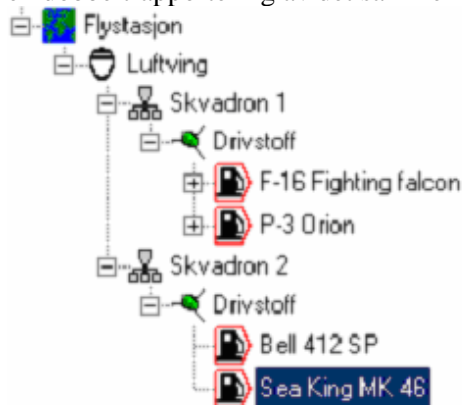 Flystasjon
Luftving
Skvadron 1
Drivstoff
F-16 Fighting falcon
P-3 Orion
Skvadron 2
Drivstoff
Bell 412 SP
Sea King MK 46